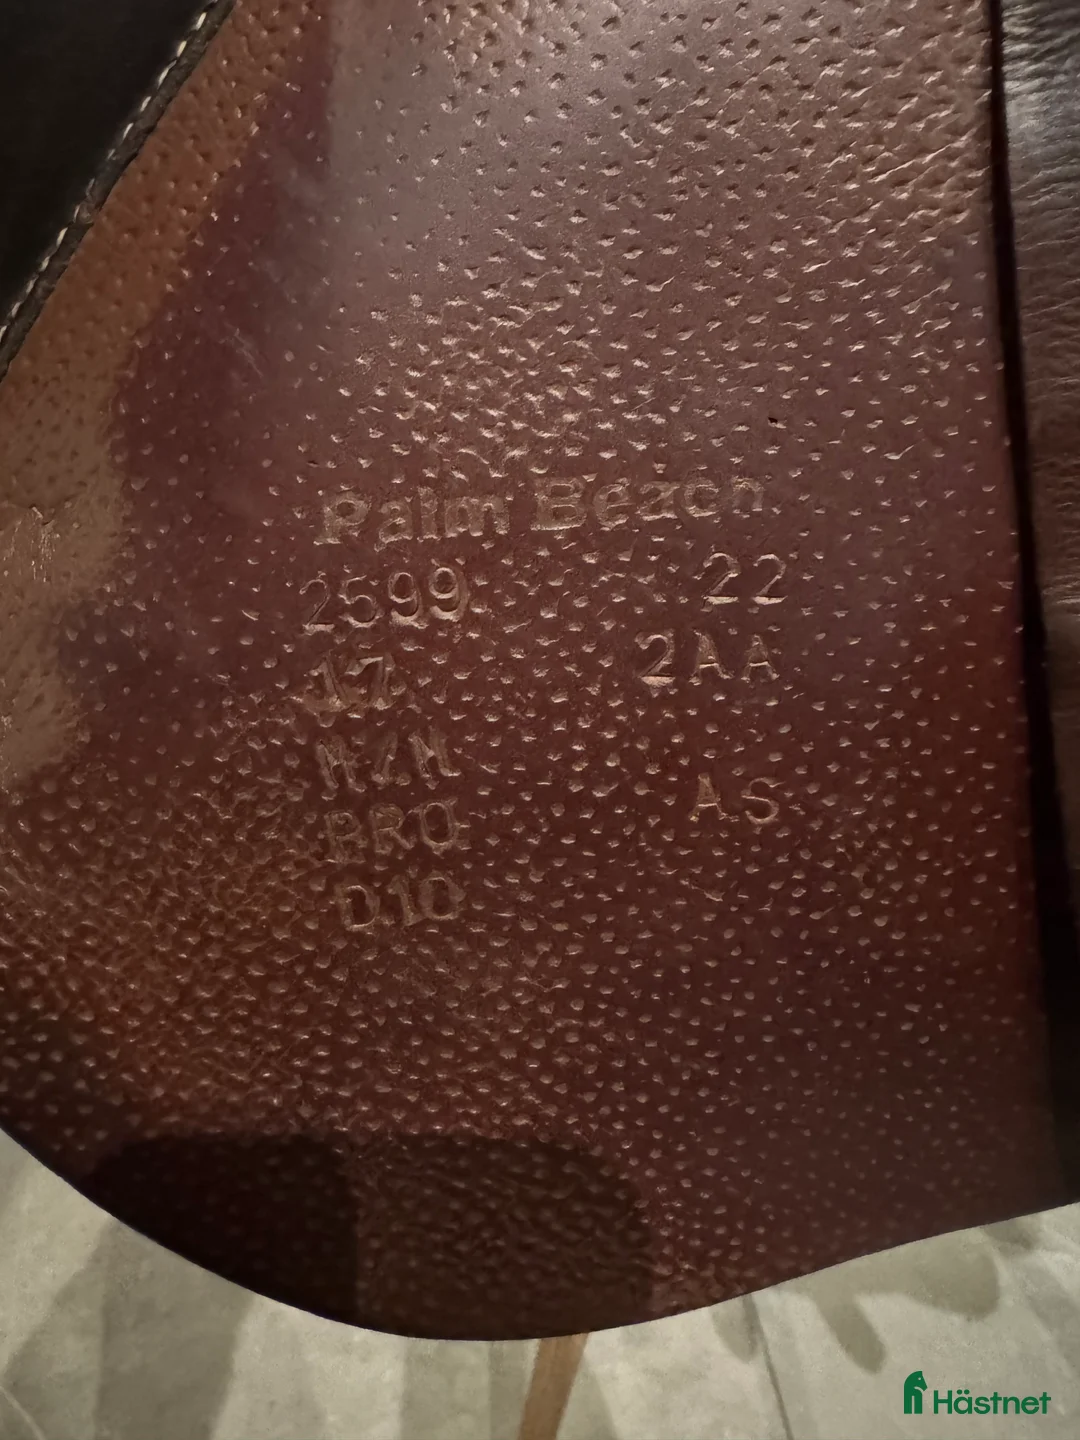 Palm Beach
2599 22
17 2AA
N/N
PRO AS
D10
Hästnet